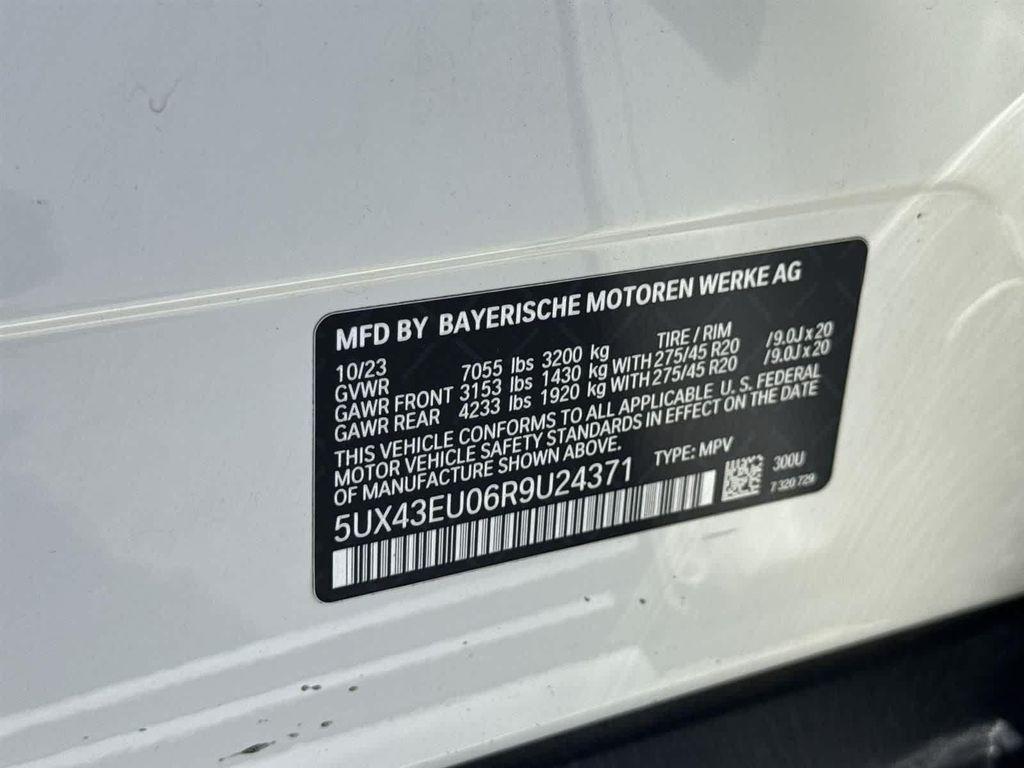 MFD BY BAYERISCHE MOTOREN WERKE AG
10/23 TIRE / RIM
GVWR 7055 lbs 3200 kg
GAWR FRONT 3153 lbs 1430 kg WITH 275/45 R20 /9.0J x 20
GAWR REAR 4233 lbs 1920 kg WITH 275/45 R20 /9.0J x 20
THIS VEHICLE CONFORMS TO ALL APPLICABLE U. S. FEDERAL
MOTOR VEHICLE SAFETY STANDARDS IN EFFECT ON THE DATE
OF MANUFACTURE SHOWN ABOVE. TYPE: MPV
5UX43EU06R9U24371
300U
7 320 729